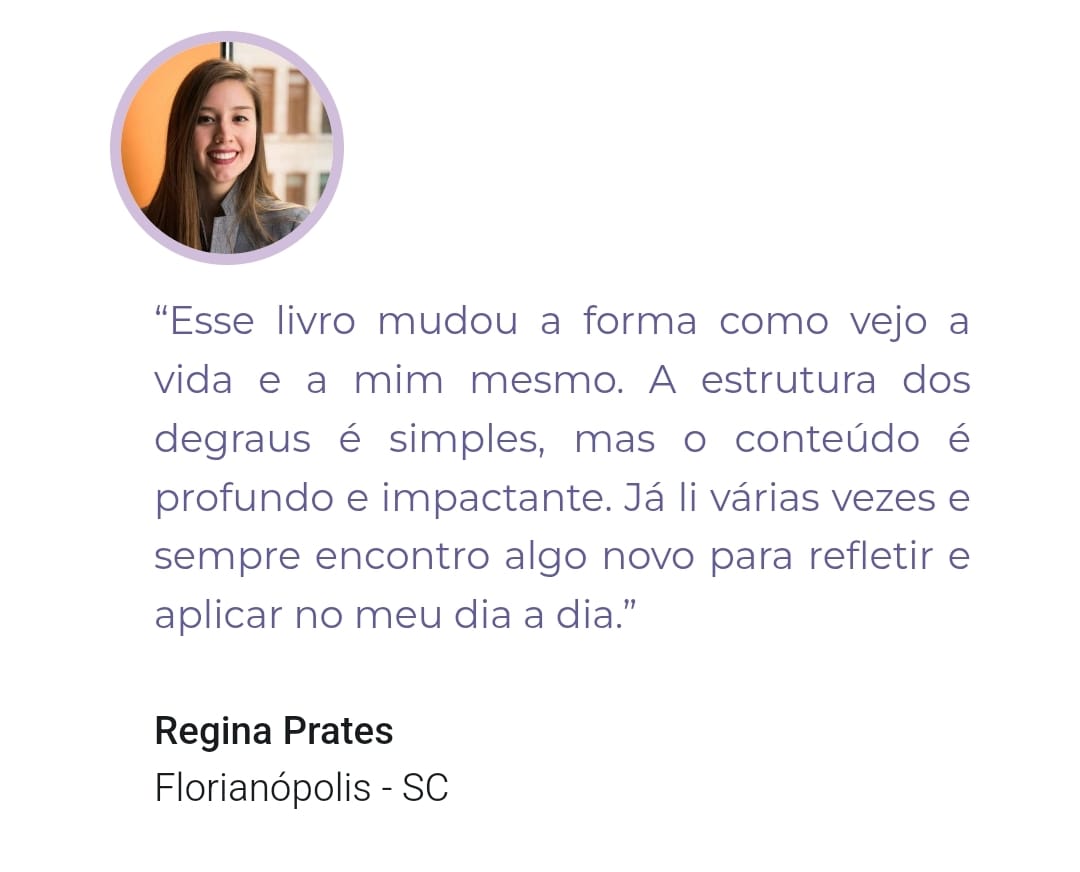 “Esse livro mudou a forma como vejo a
vida e a mim mesmo. A estrutura dos
degraus é simples, mas o conteúdo é
profundo e impactante. Já li várias vezes e
sempre encontro algo novo para refletir e
aplicar no meu dia a dia.”
Regina Prates
Florianópolis - SC